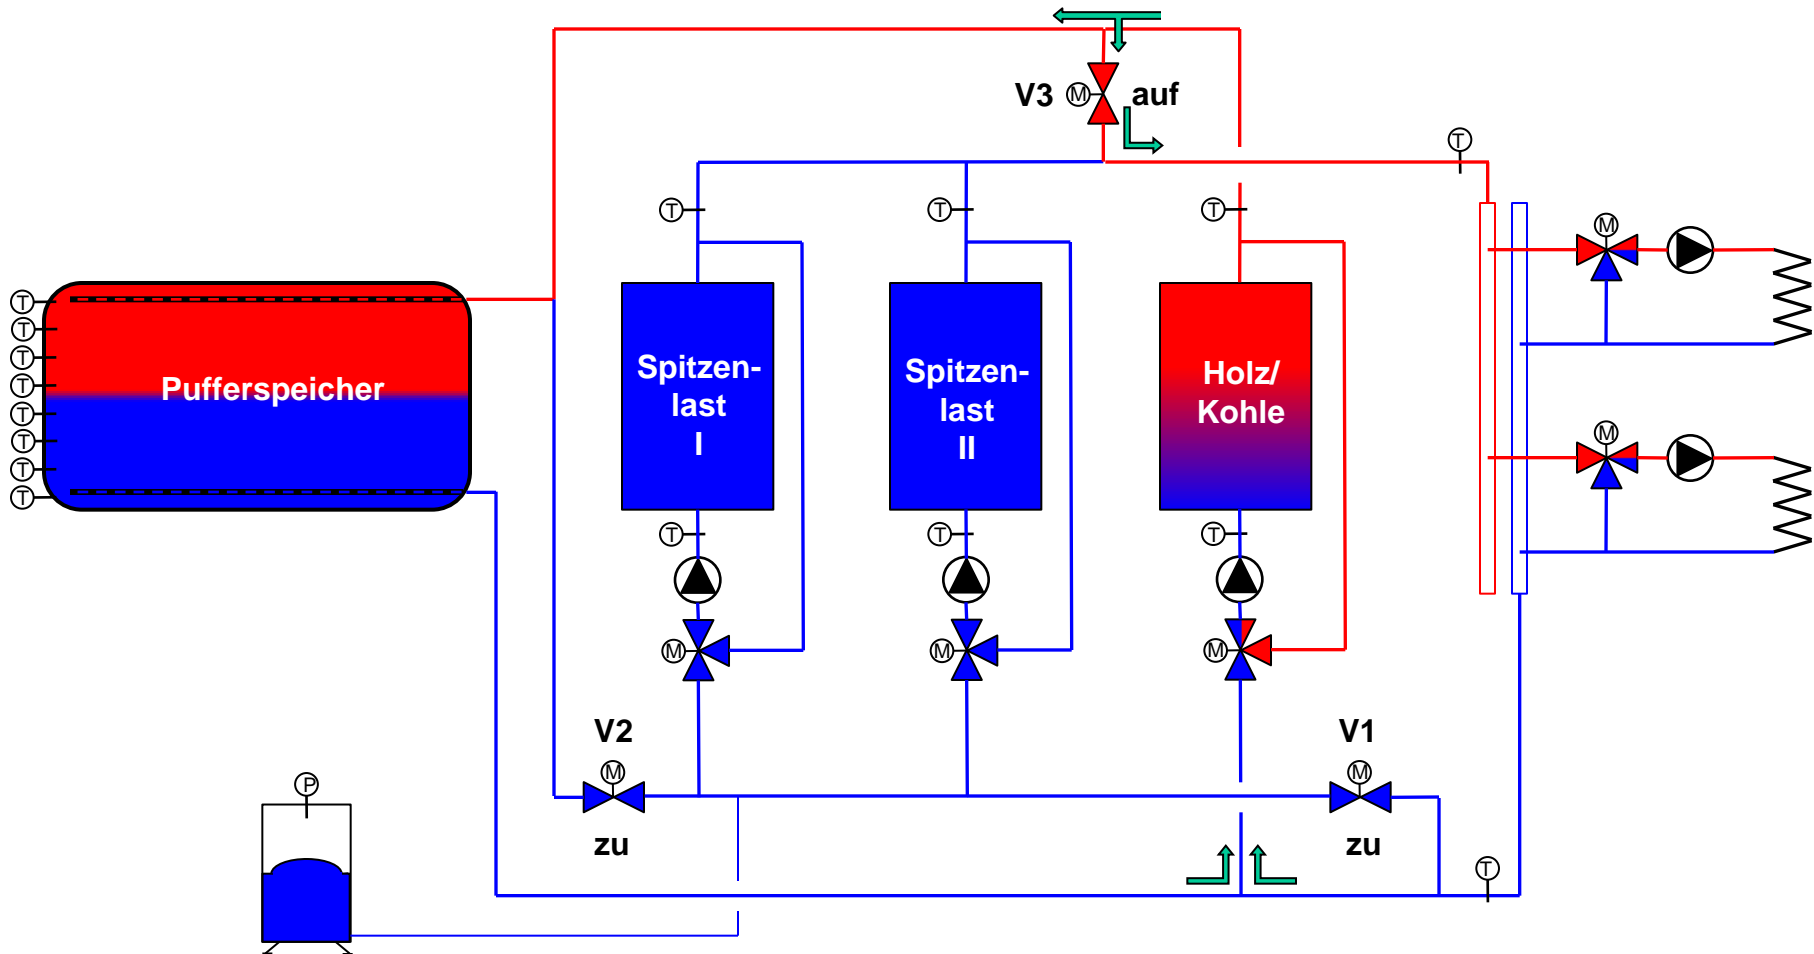 V3
M
auf
T
T
T
T
M
T
T
T
T
T
T
T
T
Pufferspeicher
Spitzen-
last
I
Spitzen-
last
II
Holz/
Kohle
M
T
T
T
M
M
M
V2
V1
M
M
P
zu
zu
T